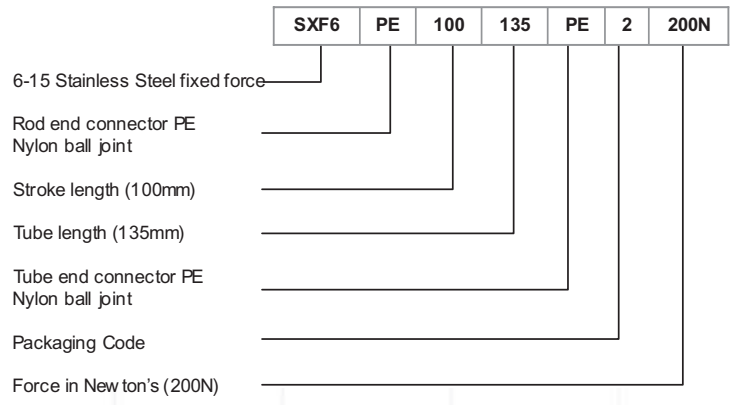 SXF6 PE 100 135 PE 2 200N
6-15 Stainless Steel fixed force
Rod end connector PE
Nylon ball joint
Stroke length (100mm)
Tube length (135mm)
Tube end connector PE
Nylon ball joint
Packaging Code
Force in Newton's (200N)